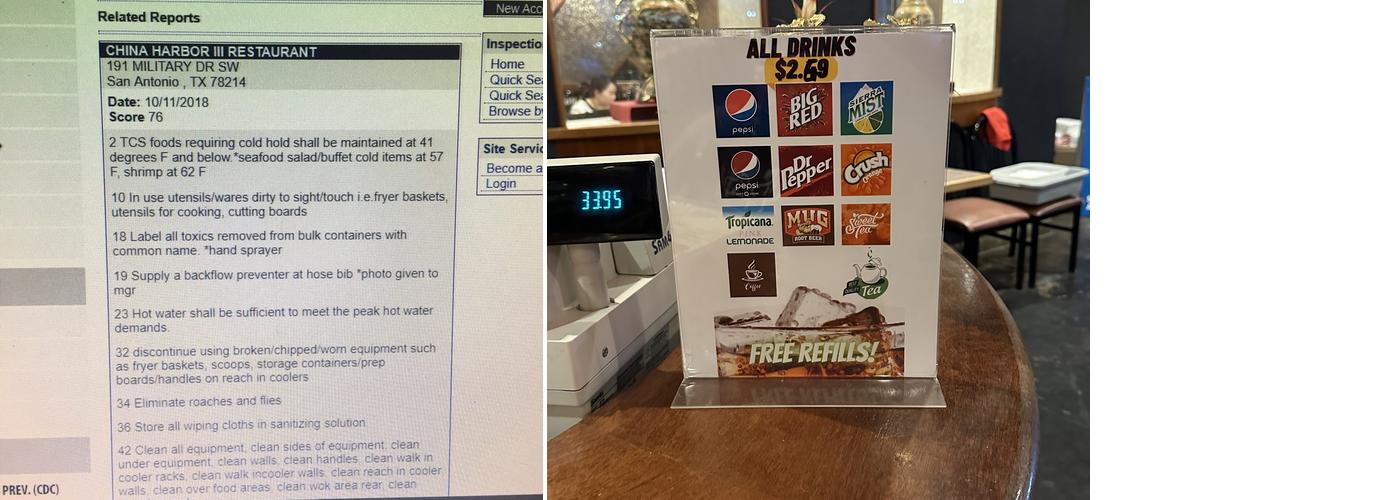 Related Reports
CHINA HARBOR III RESTAURANT
191 MILITARY DR SW
San Antonio , TX 78214
Date: 10/11/2018
Score 76
2 TCS foods requiring cold hold shall be maintained at 41
degrees F and below.*seafood salad/buffet cold items at 57
F, shrimp at 62 F
10 In use utensils/wares dirty to sight/touch i.e.fryer baskets,
utensils for cooking, cutting boards
18 Label all toxics removed from bulk containers with
common name. *hand sprayer
19 Supply a backflow preventer at hose bib *photo given to
mgr
23 Hot water shall be sufficient to meet the peak hot water
demands.
32 discontinue using broken/chipped/worn equipment such
as fryer baskets, scoops, storage containers/prep
boards/handles on reach in coolers
34 Eliminate roaches and flies
36 Store all wiping cloths in sanitizing solution
42 Clean all equipment, clean sides of equipment, clean
under equipment, clean walls, clean handles, clean walk in
cooler racks, clean walk incooler walls, clean reach in cooler
walls, clean over food areas, clean wok area rear, clean
PREV. (CDC)
New Acc
Inspectio
Home
Quick Sea
Quick Sea
Browse by
Site Servic
Become a
Login
33.95
SAM4
ALL DRINKS
$2.69
pepsi
BIG
RED
SIERRA
MIST
pepsi
Dr
Pepper
Crush
Orange
Tropicana
PINK
LEMONADE
MUG
ROOT BEER
Sweet
Tea
Coffee
BEST
QUALITY
Tea
FREE REFILLS!